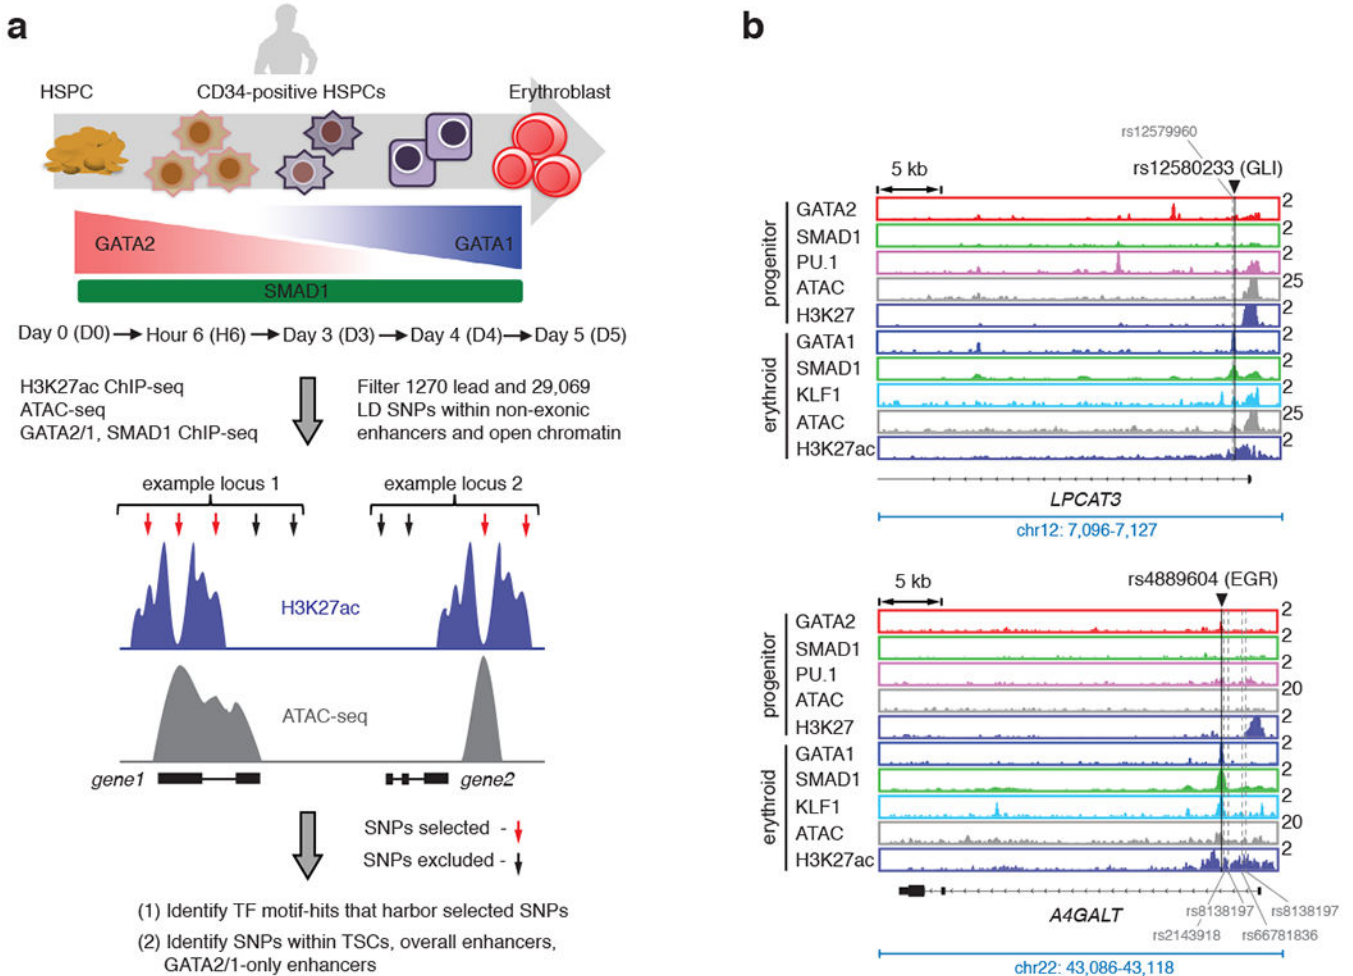 a
HSPC
CD34-positive HSPCs
Erythroblast
GATA2
GATA1
SMAD1
Day 0 (D0)
Hour 6 (H6)
Day 3 (D3)
Day 4 (D4)
Day 5 (D5)
H3K27ac ChIP-seq
ATAC-seq
GATA2/1, SMAD1 ChIP-seq
Filter 1270 lead and 29,069
LD SNPs within non-exonic
enhancers and open chromatin
example locus 1
example locus 2
H3K27ac
ATAC-seq
gene1
gene2
SNPs selected -
SNPs excluded -
(1) Identify TF motif-hits that harbor selected SNPs
(2) Identify SNPs within TSCs, overall enhancers,
GATA2/1-only enhancers
b
rs12579960
rs12580233 (GLI)
5 kb
progenitor
GATA2 2
SMAD1 2
PU.1 2
ATAC 25
H3K27 2
erythroid
GATA1 2
SMAD1 2
KLF1 2
ATAC 25
H3K27ac 2
LPCAT3
chr12: 7,096-7,127
rs4889604 (EGR)
5 kb
progenitor
GATA2 2
SMAD1 2
PU.1 2
ATAC 20
H3K27 2
erythroid
GATA1 2
SMAD1 2
KLF1 2
ATAC 20
H3K27ac 2
A4GALT
rs8138197
rs8138197
rs2143918
rs66781836
chr22: 43,086-43,118